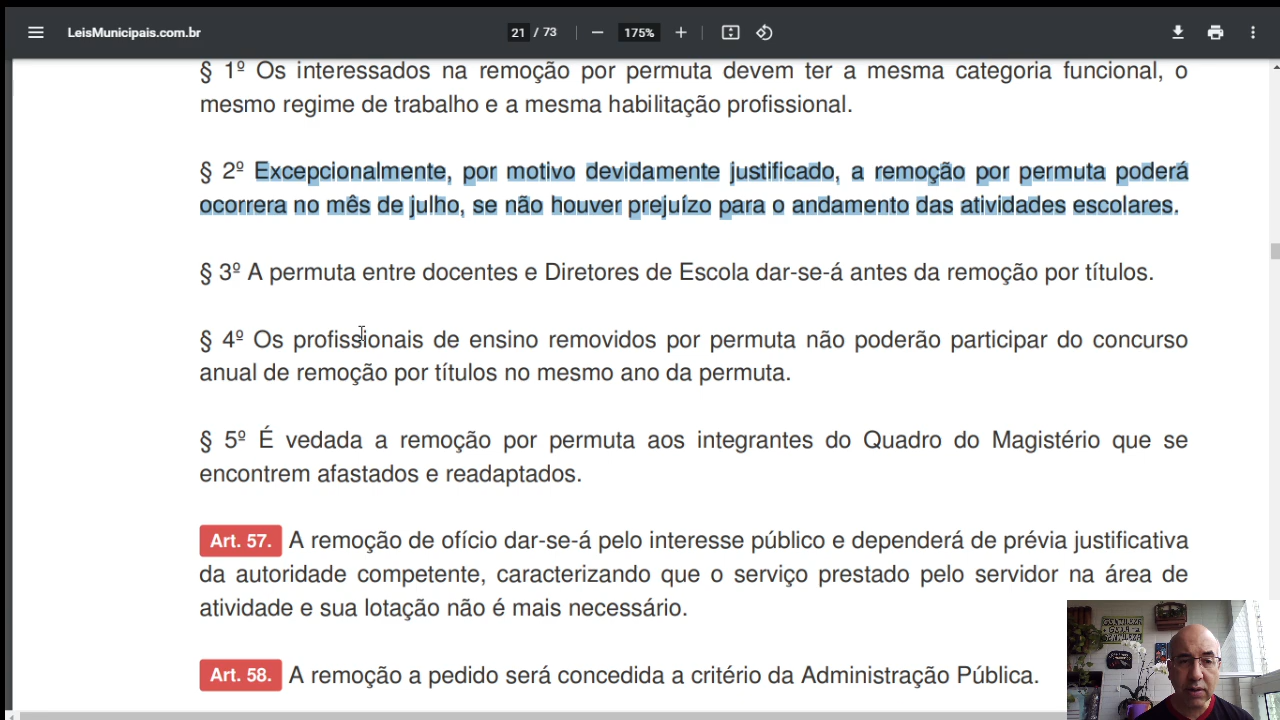 LeisMunicipais.com.br
21 / 73
175%
§ 1º Os interessados na remoção por permuta devem ter a mesma categoria funcional, o
mesmo regime de trabalho e a mesma habilitação profissional.
§ 2º Excepcionalmente, por motivo devidamente justificado, a remoção por permuta poderá
ocorrera no mês de julho, se não houver prejuízo para o andamento das atividades escolares.
§ 3º A permuta entre docentes e Diretores de Escola dar-se-á antes da remoção por títulos.
§ 4º Os profissionais de ensino removidos por permuta não poderão participar do concurso
anual de remoção por títulos no mesmo ano da permuta.
§ 5º É vedada a remoção por permuta aos integrantes do Quadro do Magistério que se
encontrem afastados e readaptados.
Art. 57. A remoção de ofício dar-se-á pelo interesse público e dependerá de prévia justificativa
da autoridade competente, caracterizando que o serviço prestado pelo servidor na área de
atividade e sua lotação não é mais necessário.
Art. 58. A remoção a pedido será concedida a critério da Administração Pública.